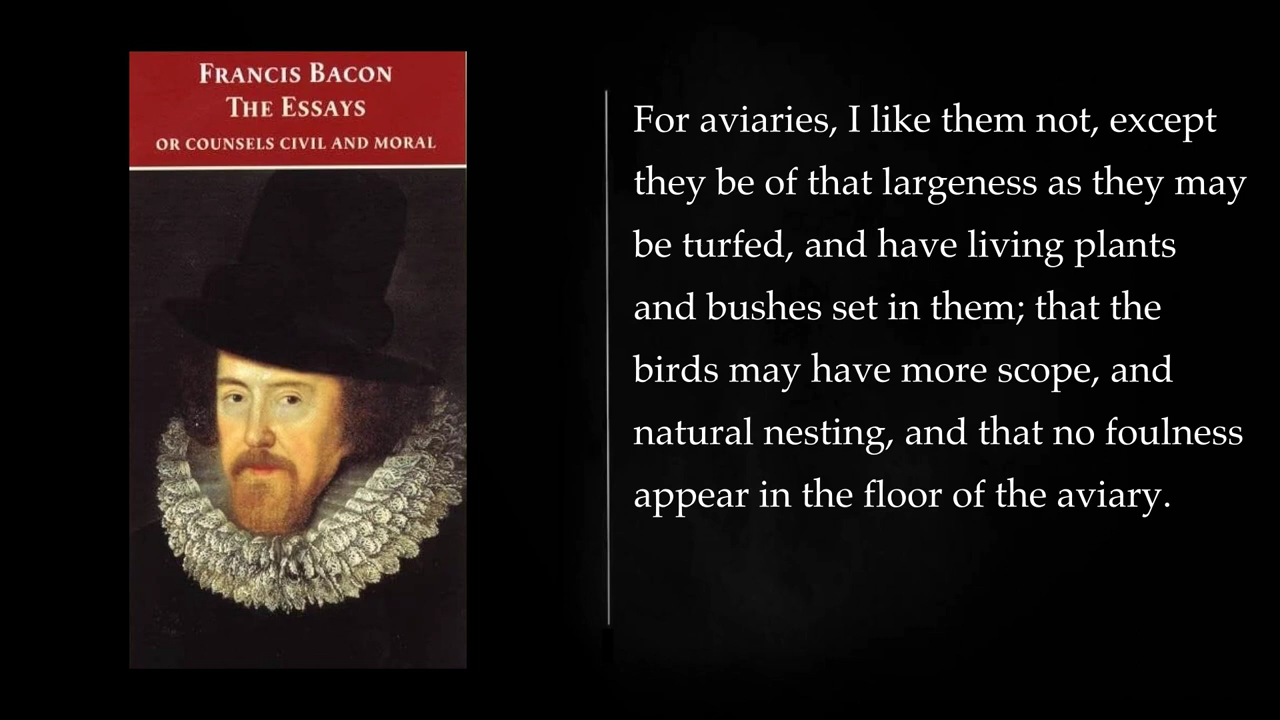 FRANCIS BACON
THE ESSAYS
OR COUNSELS CIVIL AND MORAL
For aviaries, I like them not, except
they be of that largeness as they may
be turfed, and have living plants
and bushes set in them; that the
birds may have more scope, and
natural nesting, and that no foulness
appear in the floor of the aviary.